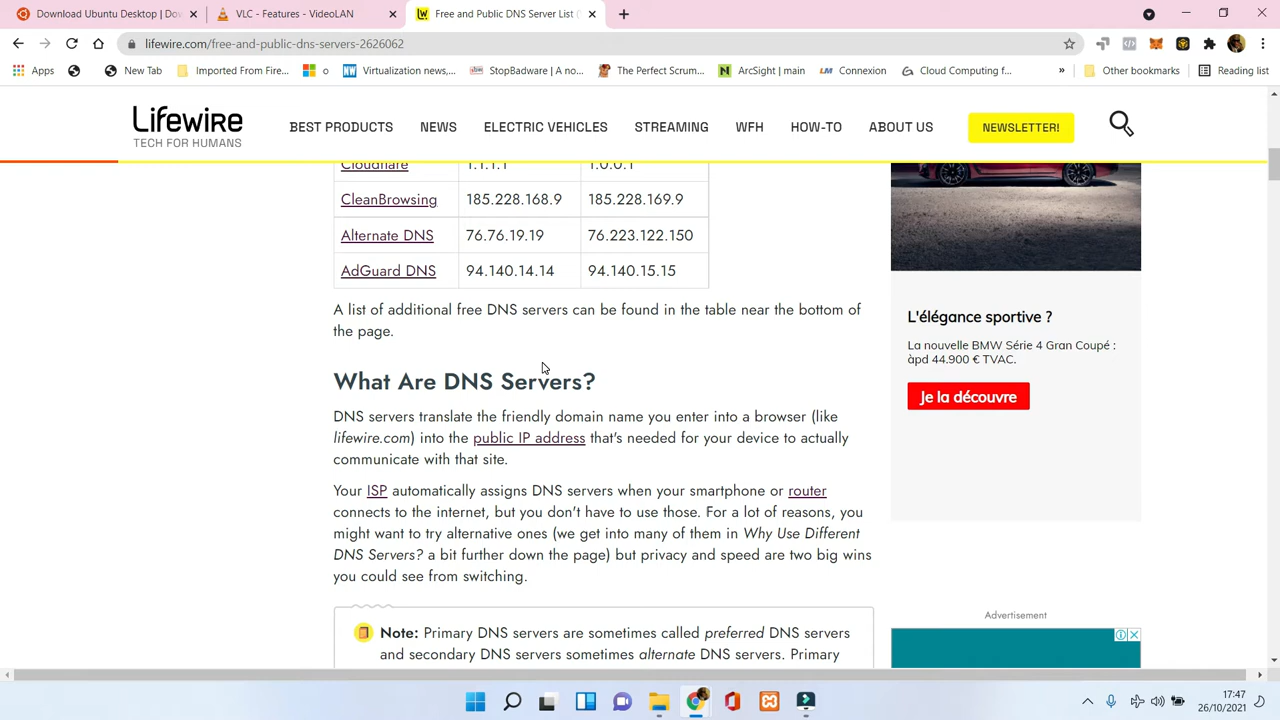 Download Ubuntu Desktop | Dow
VLC - Features - VideoLAN
Free and Public DNS Server List (
lifewire.com/free-and-public-dns-servers-2626062
Apps
New Tab
Imported From Fire...
o
Virtualization news,...
StopBadware | A no...
The Perfect Scrum...
ArcSight | main
Connexion
Cloud Computing f...
»
Other bookmarks
Reading list
Lifewire
TECH FOR HUMANS
BEST PRODUCTS
NEWS
ELECTRIC VEHICLES
STREAMING
WFH
HOW-TO
ABOUT US
NEWSLETTER!
Cloudflare 1.1.1.1 1.0.0.1
CleanBrowsing 185.228.168.9 185.228.169.9
Alternate DNS 76.76.19.19 76.223.122.150
AdGuard DNS 94.140.14.14 94.140.15.15
A list of additional free DNS servers can be found in the table near the bottom of
the page.
What Are DNS Servers?
DNS servers translate the friendly domain name you enter into a browser (like
lifewire.com) into the public IP address that's needed for your device to actually
communicate with that site.
Your ISP automatically assigns DNS servers when your smartphone or router
connects to the internet, but you don't have to use those. For a lot of reasons, you
might want to try alternative ones (we get into many of them in Why Use Different
DNS Servers? a bit further down the page) but privacy and speed are two big wins
you could see from switching.
Note: Primary DNS servers are sometimes called preferred DNS servers
and secondary DNS servers sometimes alternate DNS servers. Primary
L'élégance sportive ?
La nouvelle BMW Série 4 Gran Coupé :
àpd 44.900 € TVAC.
Je la découvre
Advertisement
17:47
26/10/2021